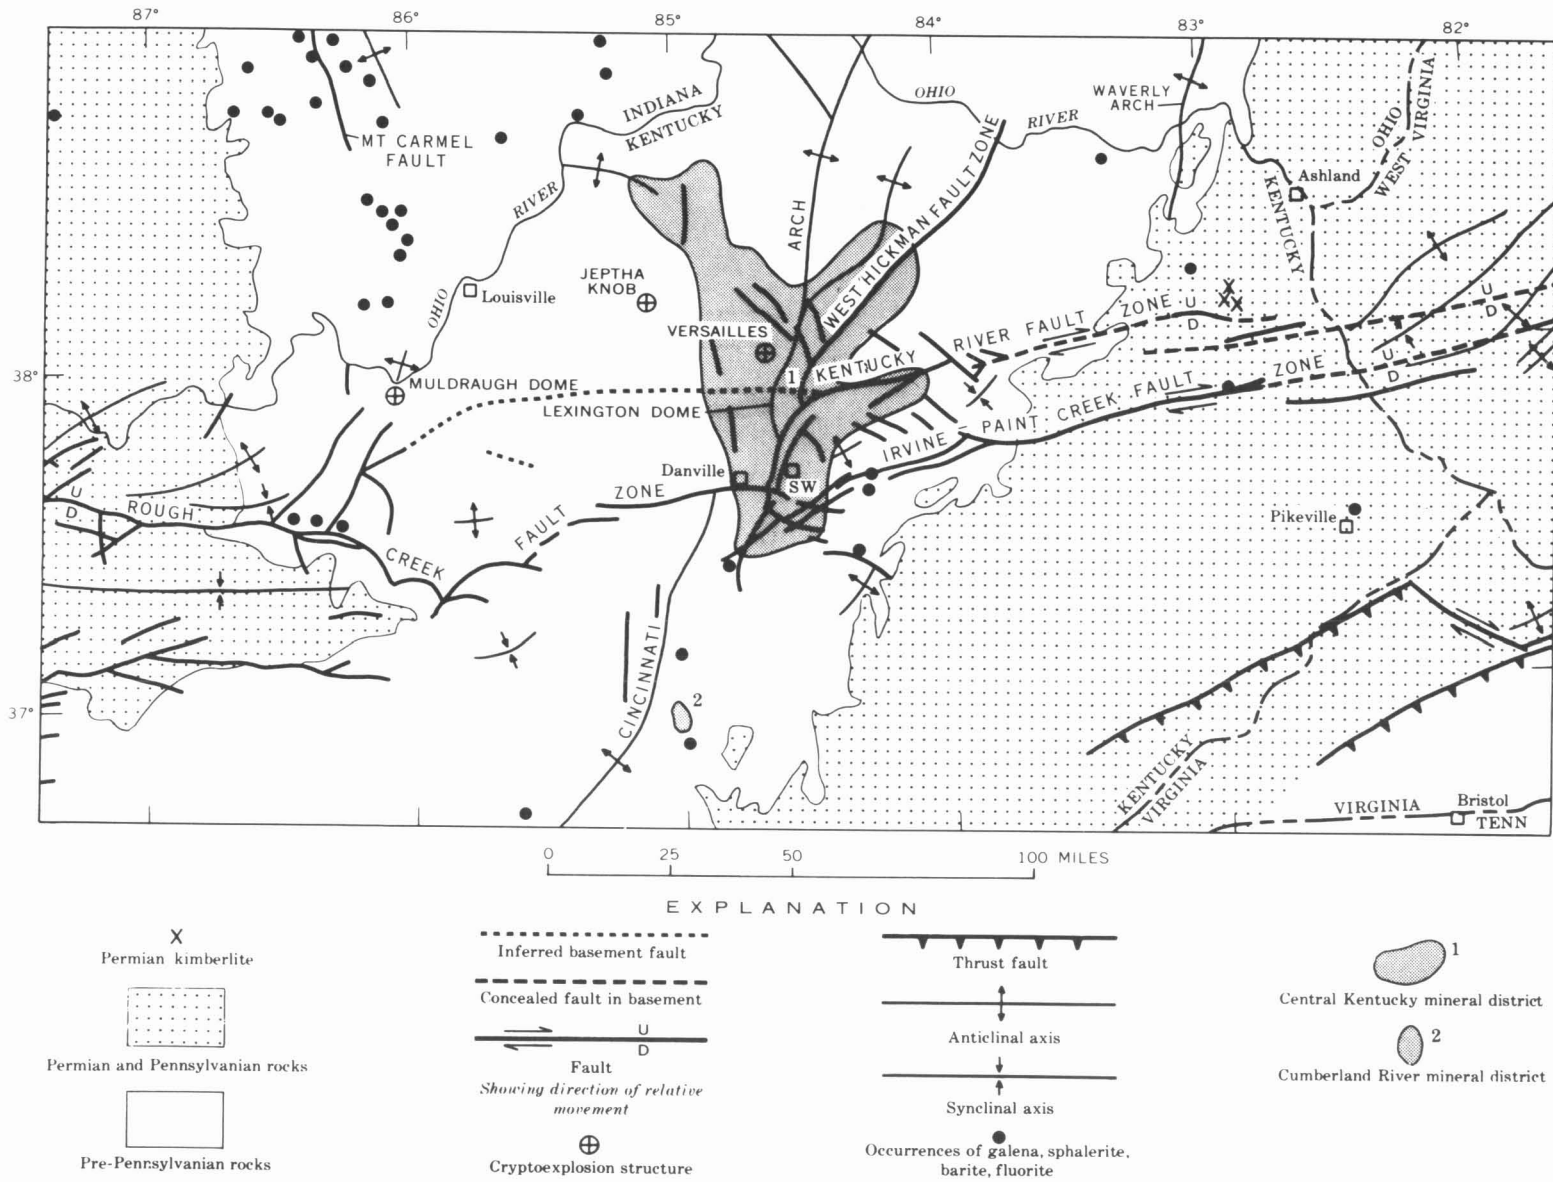 87° 86° 85° 84° 83° 82°
INDIANA
KENTUCKY
OHIO
RIVER
WAVERLY
ARCH
OHIO
WEST VIRGINIA
MT CARMEL
FAULT
Ashland
KENTUCKY
RIVER
ARCH
WEST HICKMAN FAULT ZONE
JEPTHA
KNOB
Louisville
OHIO
VERSAILLES
KENTUCKY RIVER FAULT ZONE
U
D
U
D
1
38°
MULDRAUGH DOME
LEXINGTON DOME
IRVINE - PAINT CREEK FAULT ZONE
U
D
Danville
SW
U
D
ROUGH CREEK FAULT ZONE
Pikeville
CINCINNATI
2
37°
KENTUCKY
VIRGINIA
VIRGINIA
Bristol
TENN
0 25 50 100 MILES
EXPLANATION
X
Permian kimberlite
Permian and Pennsylvanian rocks
Pre-Pennsylvanian rocks
Inferred basement fault
Concealed fault in basement
U
D
Fault
Showing direction of relative
movement
Cryptoexplosion structure
Thrust fault
Anticlinal axis
Synclinal axis
Occurrences of galena, sphalerite,
barite, fluorite
1
Central Kentucky mineral district
2
Cumberland River mineral district